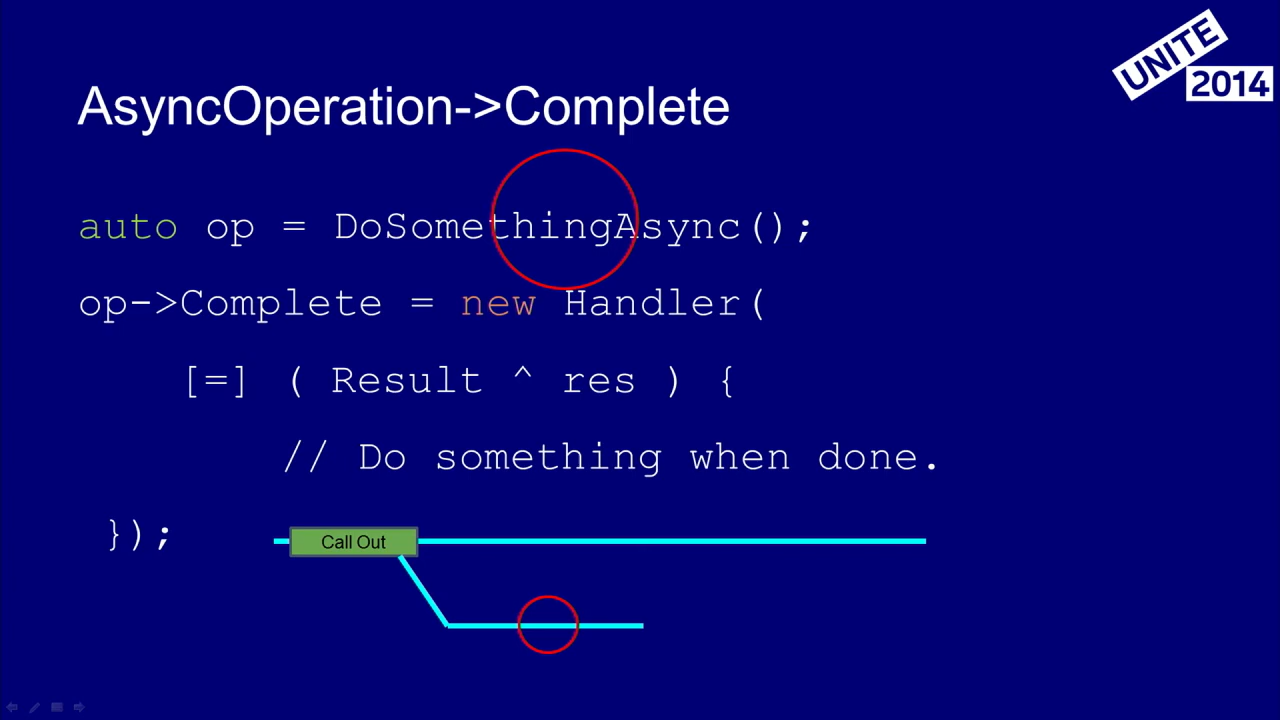 UNITE
2014
AsyncOperation->Complete
auto op = DoSomethingAsync();
op->Complete = new Handler(
[=] ( Result ^ res ) {
// Do something when done.
});
Call Out